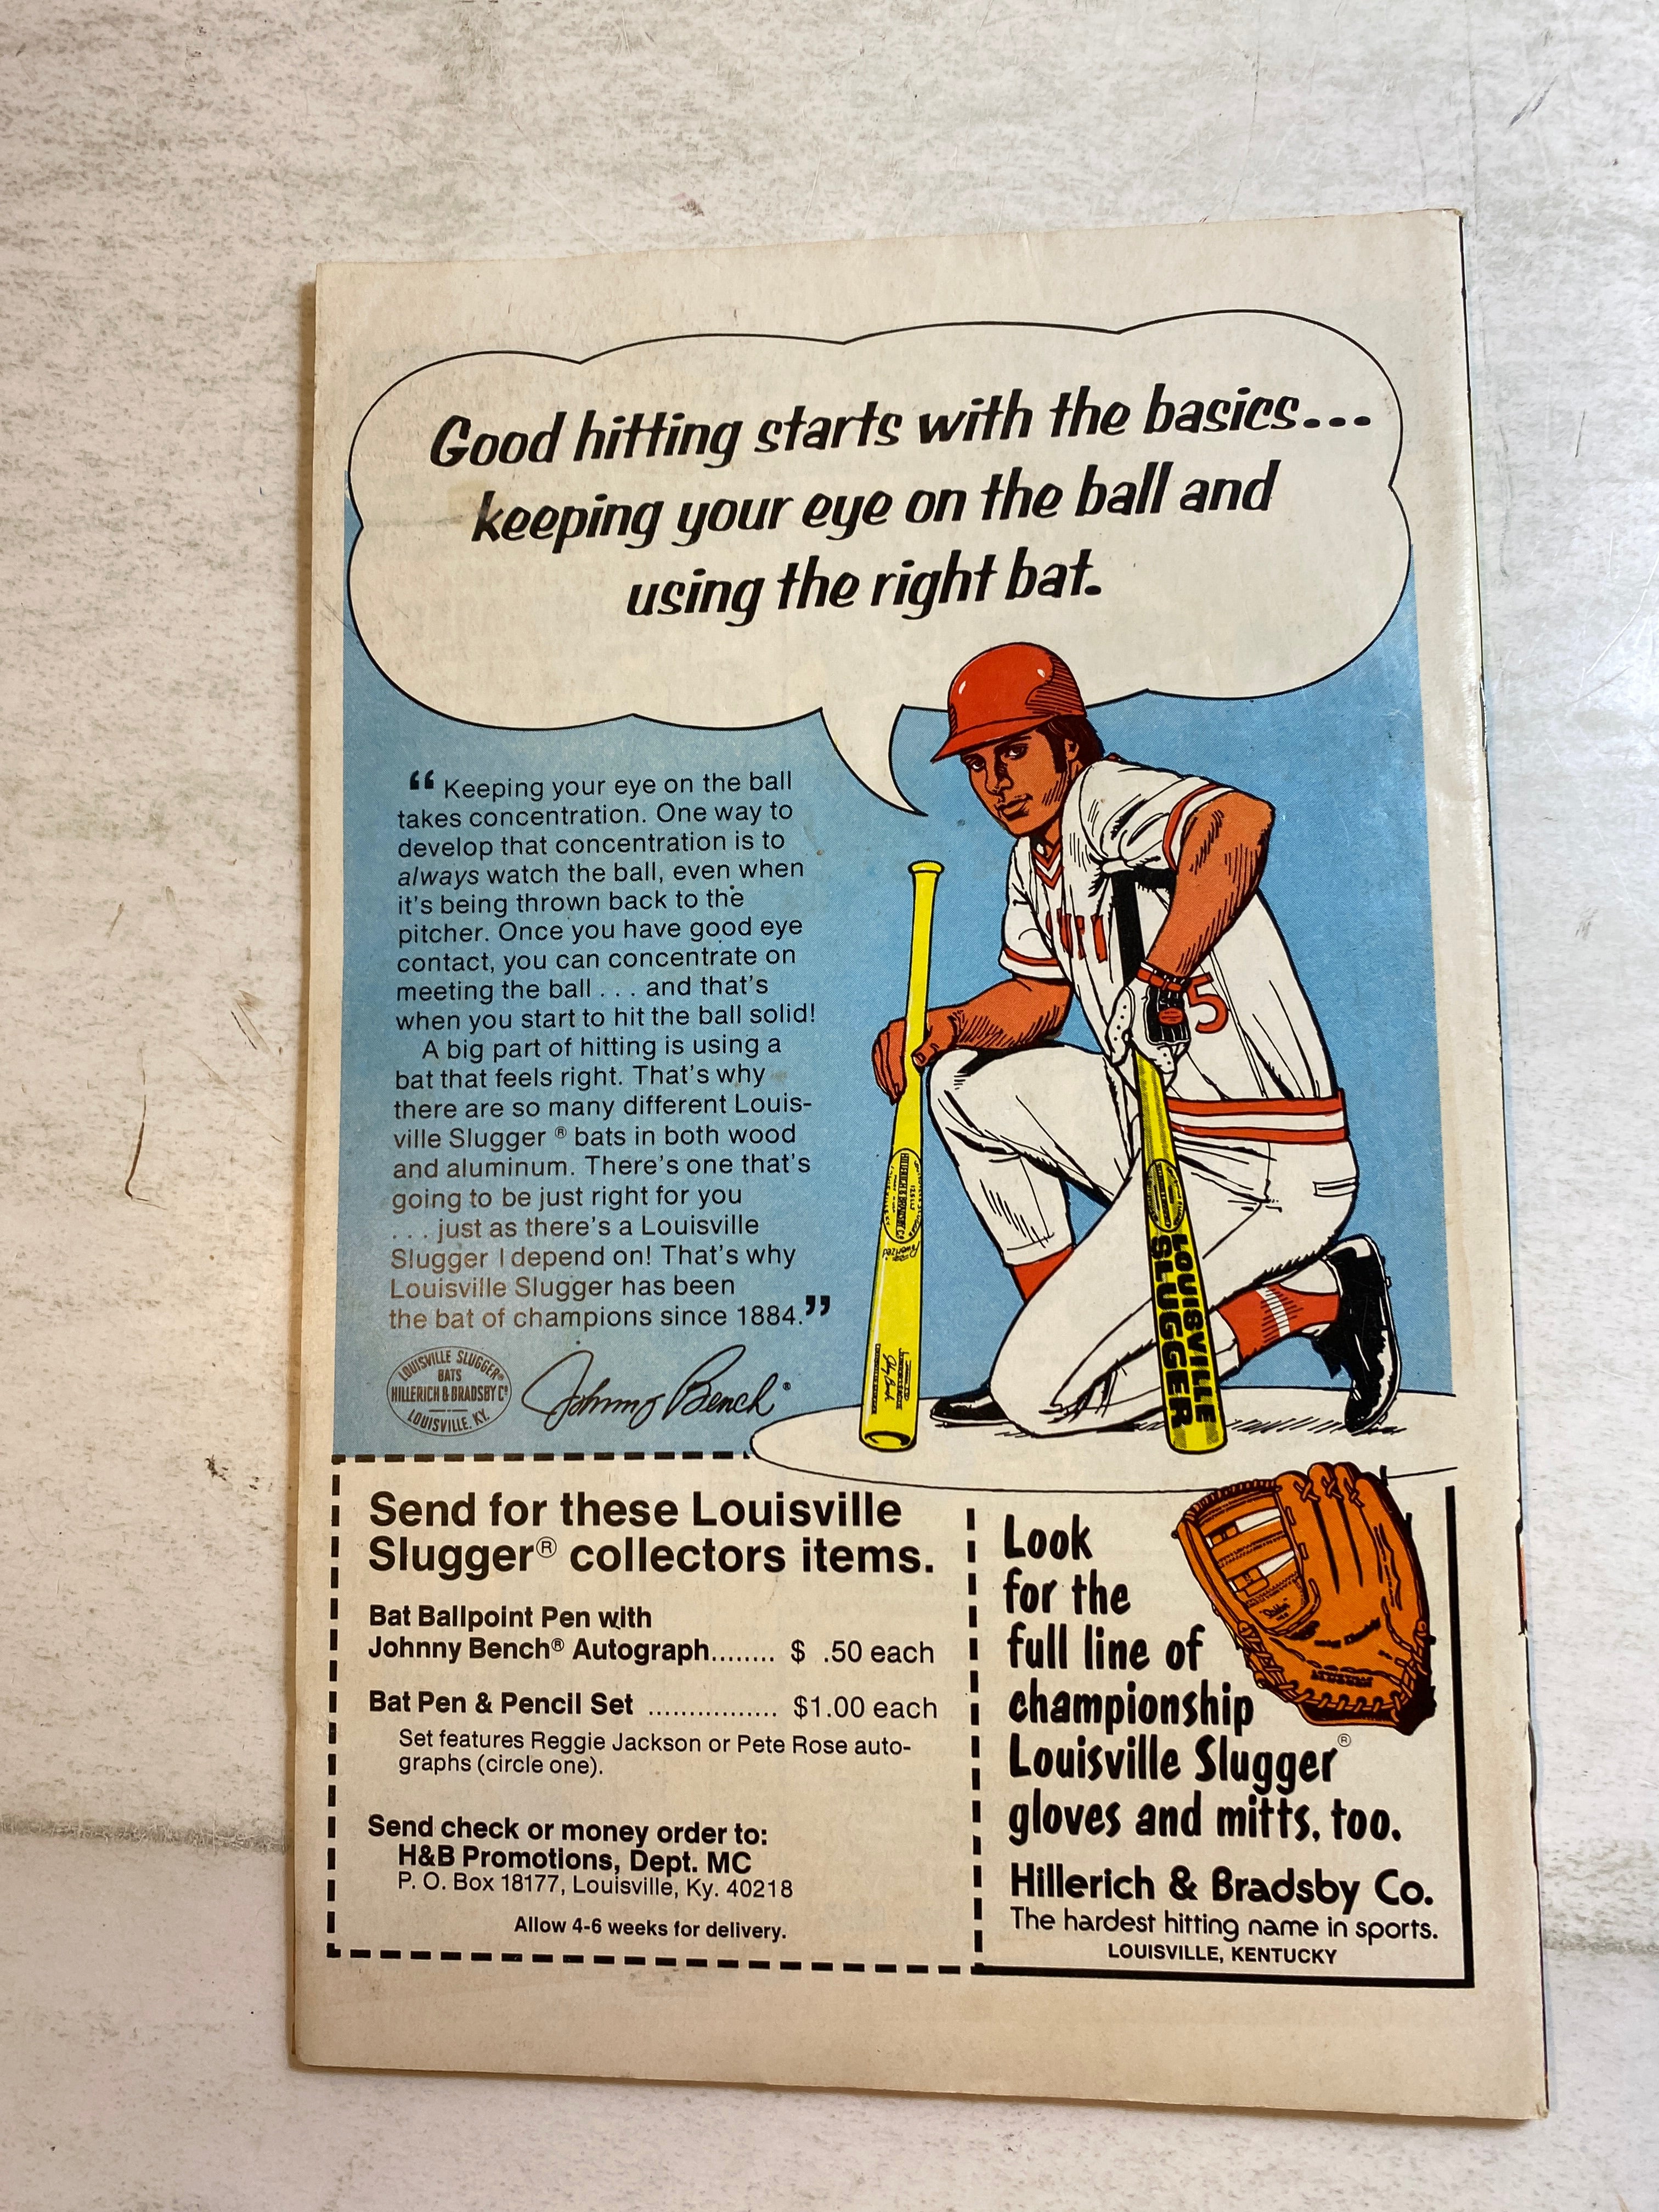 Good hitting starts with the basics...
keeping your eye on the ball and
using the right bat.
“ Keeping your eye on the ball
takes concentration. One way to
develop that concentration is to
always watch the ball, even when
it's being thrown back to the
pitcher. Once you have good eye
contact, you can concentrate on
meeting the ball . . . and that's
when you start to hit the ball solid!
A big part of hitting is using a
bat that feels right. That's why
there are so many different Louis-
ville Slugger ® bats in both wood
and aluminum. There's one that's
going to be just right for you
. . . just as there's a Louisville
Slugger I depend on! That's why
Louisville Slugger has been
the bat of champions since 1884.”
LOUISVILLE SLUGGER®
BATS
HILLERICH & BRADSBY Cº
LOUISVILLE, KY.
Johnny Bench®
5
HILLERICH & BRADSBY Cº
LOUISVILLE
SLUGGER
Send for these Louisville
Slugger® collectors items.
Bat Ballpoint Pen with
Johnny Bench® Autograph........ $ .50 each
Bat Pen & Pencil Set ................ $1.00 each
Set features Reggie Jackson or Pete Rose auto-
graphs (circle one).
Send check or money order to:
H&B Promotions, Dept. MC
P. O. Box 18177, Louisville, Ky. 40218
Allow 4-6 weeks for delivery.
Look
for the
full line of
championship
Louisville Slugger®
gloves and mitts, too.
Hillerich & Bradsby Co.
The hardest hitting name in sports.
LOUISVILLE, KENTUCKY